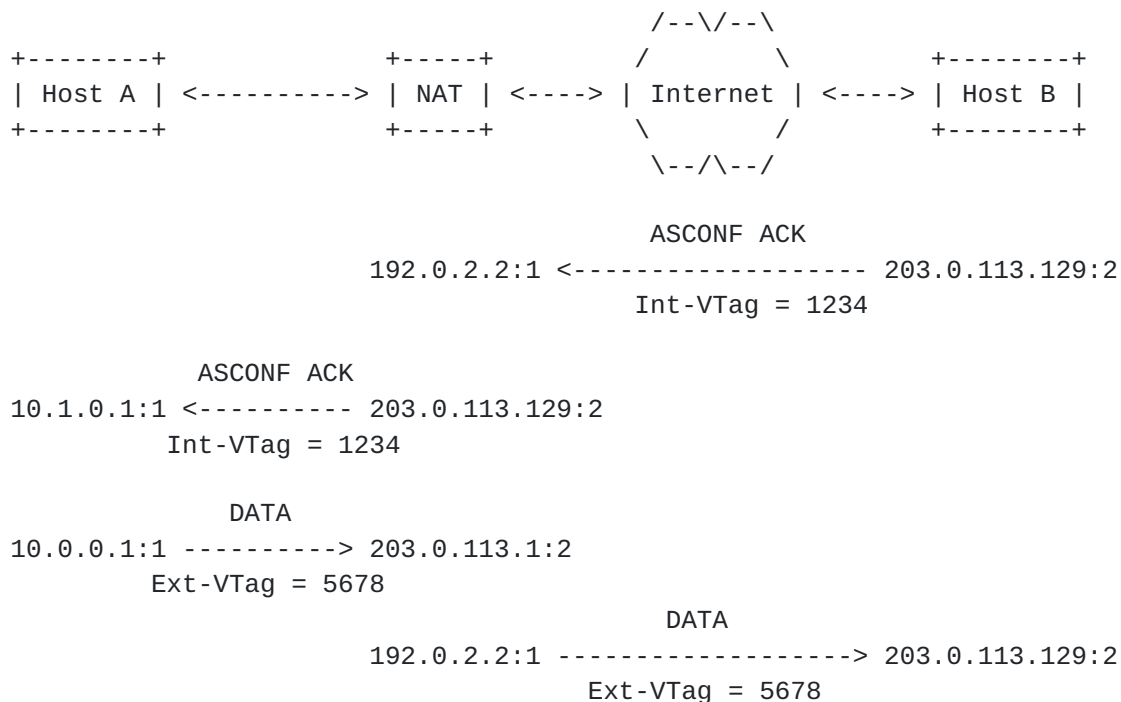 /--\/--\
+--------+              +-----+         /        \         +--------+
| Host A | <----------> | NAT | <----> | Internet | <----> | Host B |
+--------+              +-----+         \        /         +--------+
                                         \--/\--/
                                         ASCONF ACK
                       192.0.2.2:1 <------------------- 203.0.113.129:2
                                        Int-VTag = 1234
            ASCONF ACK
10.1.0.1:1 <---------- 203.0.113.129:2
          Int-VTag = 1234
              DATA
10.0.0.1:1 ----------> 203.0.113.1:2
         Ext-VTag = 5678
                                          DATA
                       192.0.2.2:1 -------------------> 203.0.113.129:2
                                     Ext-VTag = 5678